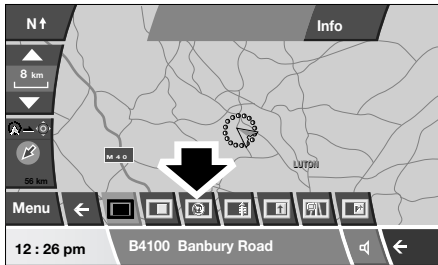 N
Info
8 km
M 40
LUTON
56 km
Menu
12 : 26 pm
B4100 Banbury Road